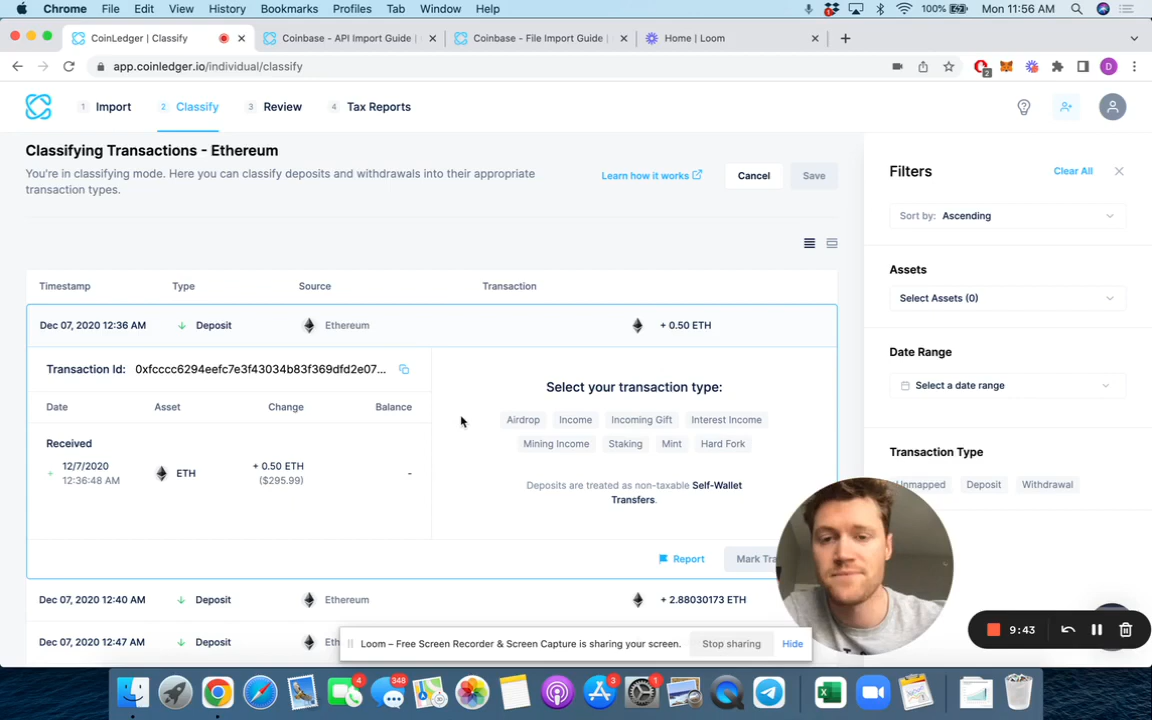 Chrome File Edit View History Bookmarks Profiles Tab Window Help 100% Mon 11:56 AM
CoinLedger | Classify Coinbase - API Import Guide | Coinbase - File Import Guide | Home | Loom
app.coinledger.io/individual/classify 2 D
1 Import 2 Classify 3 Review 4 Tax Reports
Classifying Transactions - Ethereum
You're in classifying mode. Here you can classify deposits and withdrawals into their appropriate
transaction types.
Learn how it works Cancel Save
Timestamp Type Source Transaction
Dec 07, 2020 12:36 AM Deposit Ethereum + 0.50 ETH
Transaction Id: 0xfcccc6294eefc7e3f43034b83f369dfd2e07...
Date Asset Change Balance
Received
12/7/2020
12:36:48 AM
ETH
+ 0.50 ETH
($295.99)
-
Select your transaction type:
Airdrop Income Incoming Gift Interest Income
Mining Income Staking Mint Hard Fork
Deposits are treated as non-taxable Self-Wallet
Transfers.
Report Mark Tra
Dec 07, 2020 12:40 AM Deposit Ethereum + 2.88030173 ETH
Dec 07, 2020 12:47 AM Deposit Eth ETH
Filters Clear All
Sort by: Ascending
Assets
Select Assets (0)
Date Range
Select a date range
Transaction Type
Unmapped Deposit Withdrawal
9:43
Loom – Free Screen Recorder & Screen Capture is sharing your screen. Stop sharing Hide
4 348 3 1